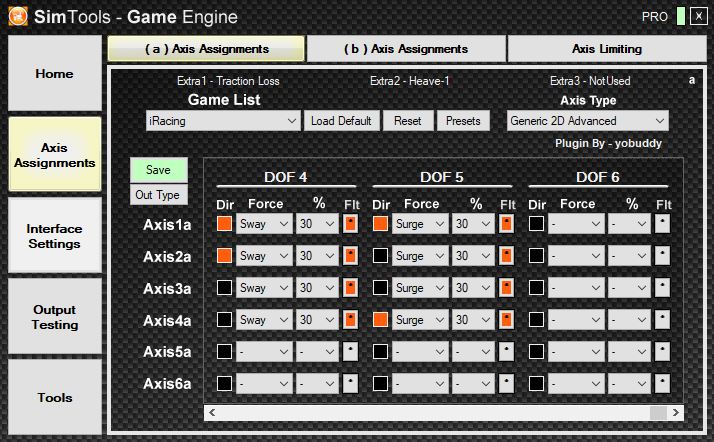 SimTools - Game Engine PRO X
Home
Axis Assignments
Interface Settings
Output Testing
Tools
( a ) Axis Assignments ( b ) Axis Assignments Axis Limiting
Extra1 - Traction Loss Extra2 - Heave-1 Extra3 - NotUsed a
Game List Axis Type
iRacing Load Default Reset Presets Generic 2D Advanced
Plugin By - yobuddy
Save
Out Type
DOF 4 DOF 5 DOF 6
Dir Force % Flt Dir Force % Flt Dir Force % Flt
Axis1a Sway 30 * Surge 30 * - - *
Axis2a Sway 30 * Surge 30 * - - *
Axis3a Sway 30 * Surge 30 * - - *
Axis4a Sway 30 * Surge 30 * - - *
Axis5a - - * - - * - - *
Axis6a - - * - - * - - *